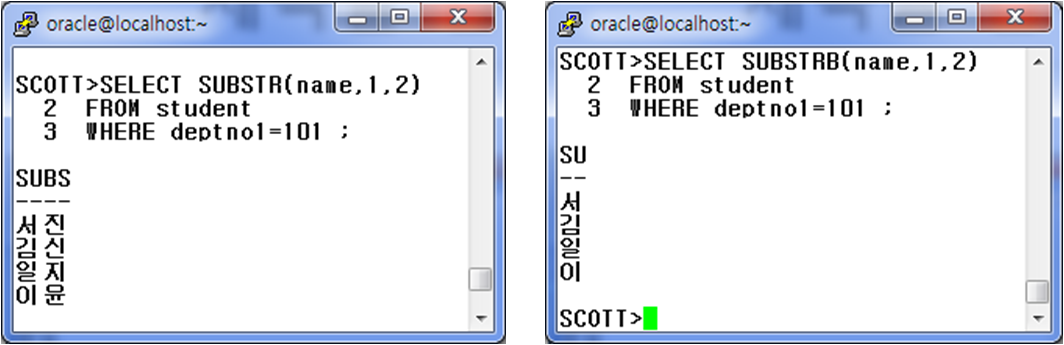 oracle@localhost:~
SCOTT>SELECT SUBSTR(name,1,2)
2 FROM student
3 WHERE deptno1=101 ;
SUBS
----
서진
김신
일지
이윤
oracle@localhost:~
SCOTT>SELECT SUBSTRB(name,1,2)
2 FROM student
3 WHERE deptno1=101 ;
SU
--
서
김
일
이
SCOTT>